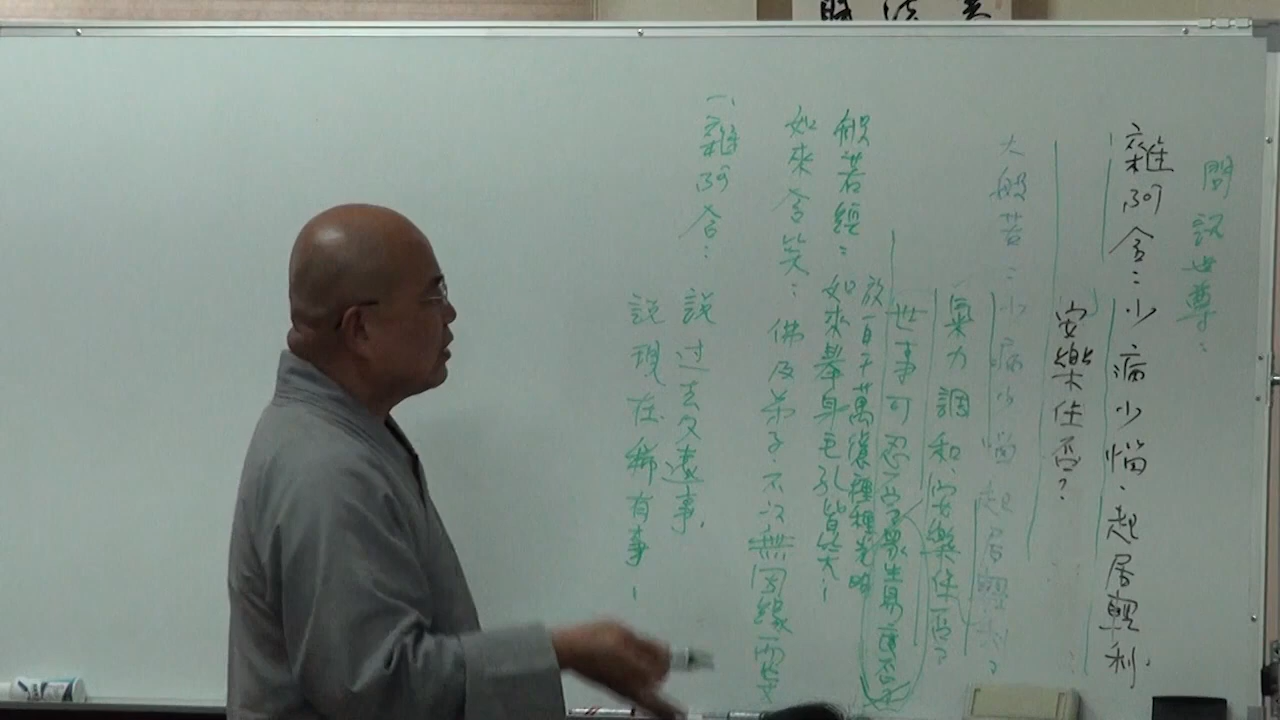 問訊世尊：
雜阿含：少病少惱、起居輕利
安樂住否？
大般若：少病少惱起居輕利？
氣力調和、安樂住否？
世事可忍否眾生易度否
放百千萬億種種光明
般若經：如來舉身毛孔皆笑；
如來含笑：佛及弟子、不以無因緣而笑
一、雜阿含：說过去久遠事、
說現在稀有事；